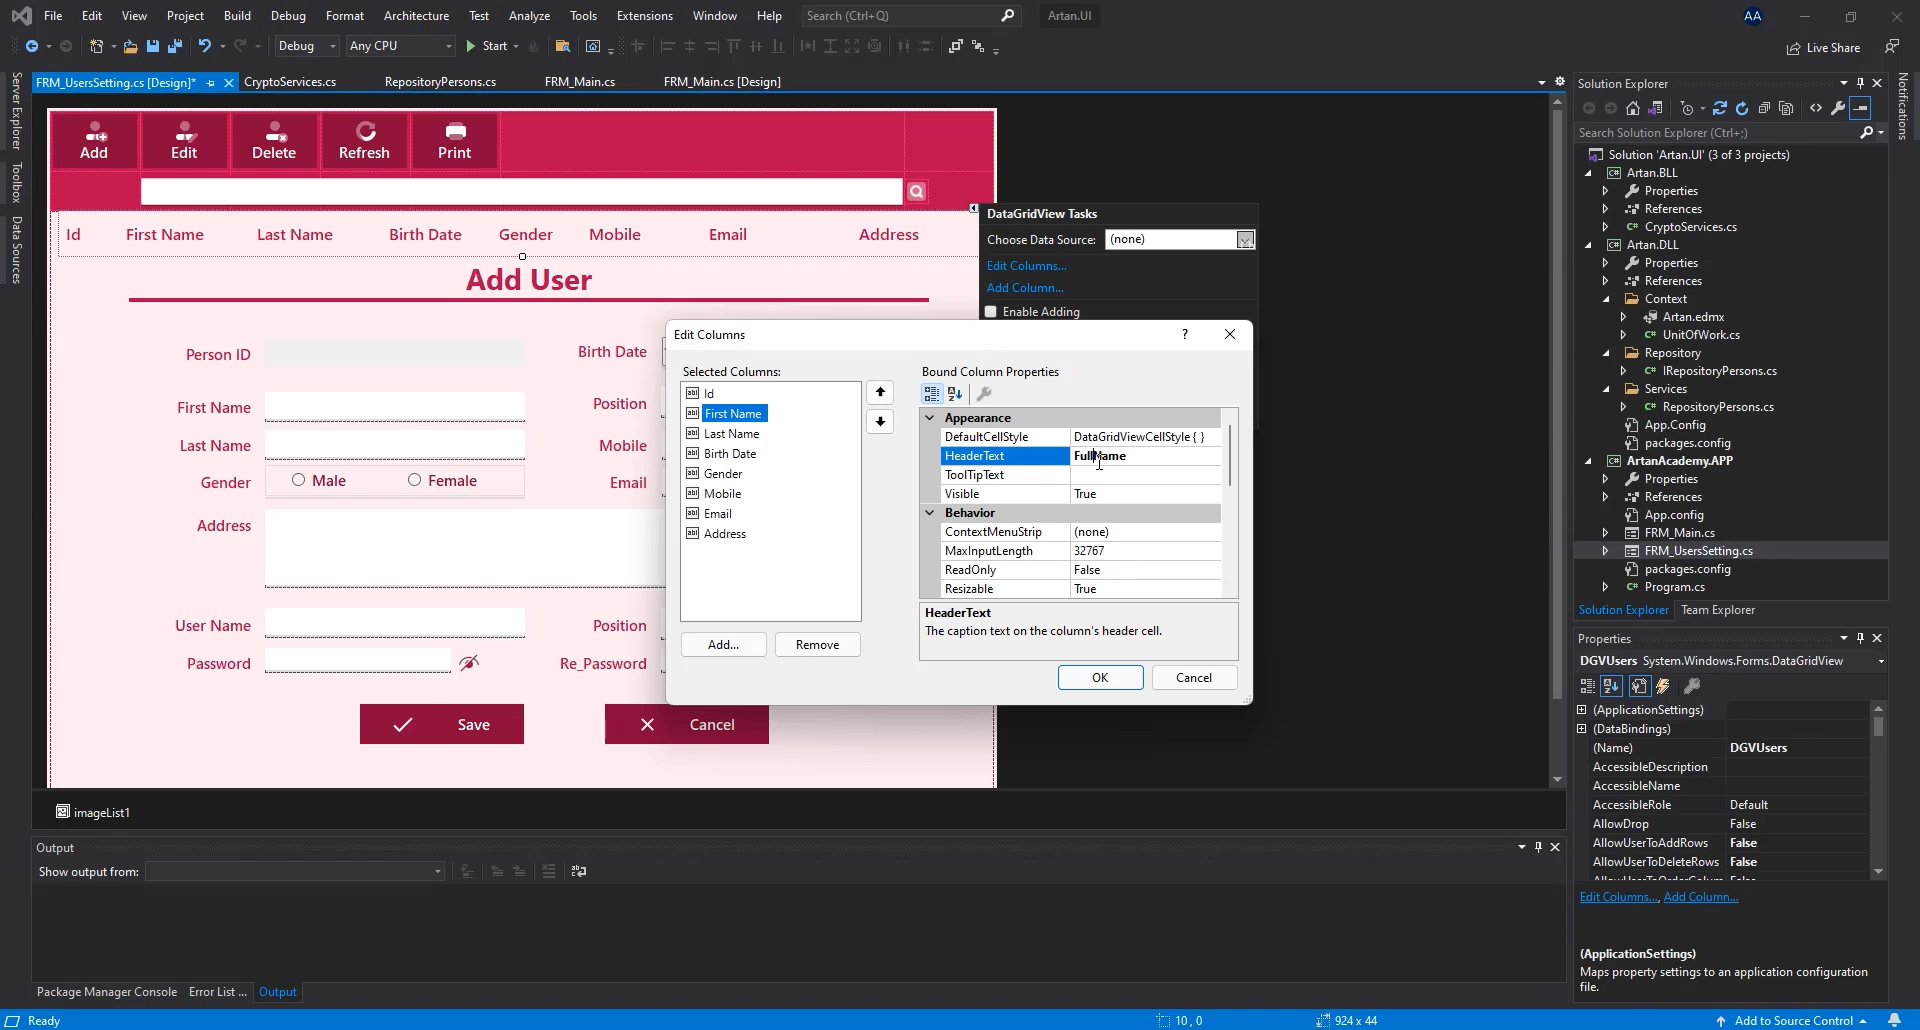 File Edit View Project Build Debug Format Architecture Test Analyze Tools Extensions Window Help Search (Ctrl+Q) Artan.UI AA
Debug Any CPU Start Live Share
FRM_UsersSetting.cs [Design]* CryptoServices.cs RepositoryPersons.cs FRM_Main.cs FRM_Main.cs [Design]
Server Explorer
Toolbox
Data Sources
Add Edit Delete Refresh Print
Id First Name Last Name Birth Date Gender Mobile Email Address
Add User
Person ID Birth Date
First Name Position
Last Name Mobile
Gender Male Female Email
Address
User Name Position
Password Re_Password
Save Cancel
DataGridView Tasks
Choose Data Source: (none)
Edit Columns...
Add Column...
Enable Adding
Edit Columns ?
Selected Columns:
Id
First Name
Last Name
Birth Date
Gender
Mobile
Email
Address
Add... Remove
Bound Column Properties
Appearance
DefaultCellStyle DataGridViewCellStyle { }
HeaderText FullName
ToolTipText
Visible True
Behavior
ContextMenuStrip (none)
MaxInputLength 32767
ReadOnly False
Resizable True
HeaderText
The caption text on the column's header cell.
OK Cancel
imageList1
Output
Show output from:
Package Manager Console Error List ... Output
Solution Explorer
Search Solution Explorer (Ctrl+;)
Solution 'Artan.UI' (3 of 3 projects)
Artan.BLL
Properties
References
CryptoServices.cs
Artan.DLL
Properties
References
Context
Artan.edmx
UnitOfWork.cs
Repository
IRepositoryPersons.cs
Services
RepositoryPersons.cs
App.Config
packages.config
ArtanAcademy.APP
Properties
References
App.config
FRM_Main.cs
FRM_UsersSetting.cs
packages.config
Program.cs
Solution Explorer Team Explorer
Notifications
Properties
DGVUsers System.Windows.Forms.DataGridView
(ApplicationSettings)
(DataBindings)
(Name) DGVUsers
AccessibleDescription
AccessibleName
AccessibleRole Default
AllowDrop False
AllowUserToAddRows False
AllowUserToDeleteRows False
Edit Columns..., Add Column...
(ApplicationSettings)
Maps property settings to an application configuration
file.
Ready 10 , 0 924 x 44 Add to Source Control